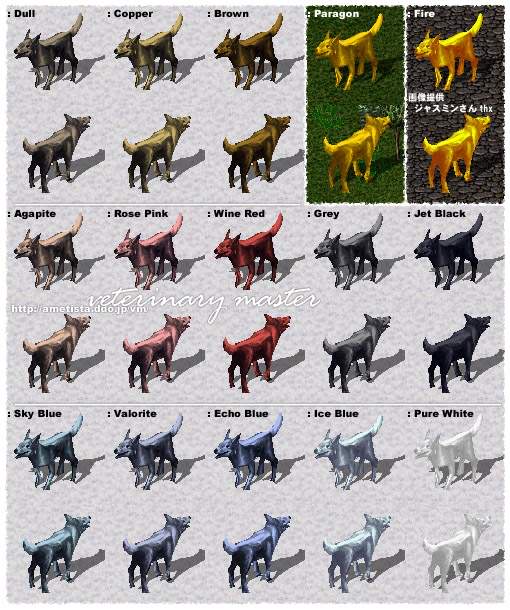 : Dull
: Copper
: Brown
: Paragon
: Fire
画像提供
ジャスミンさん thx
: Agapite
: Rose Pink
: Wine Red
: Grey
: Jet Black
veterinary master
http://ametista.ddo.jp/vm/
: Sky Blue
: Valorite
: Echo Blue
: Ice Blue
: Pure White